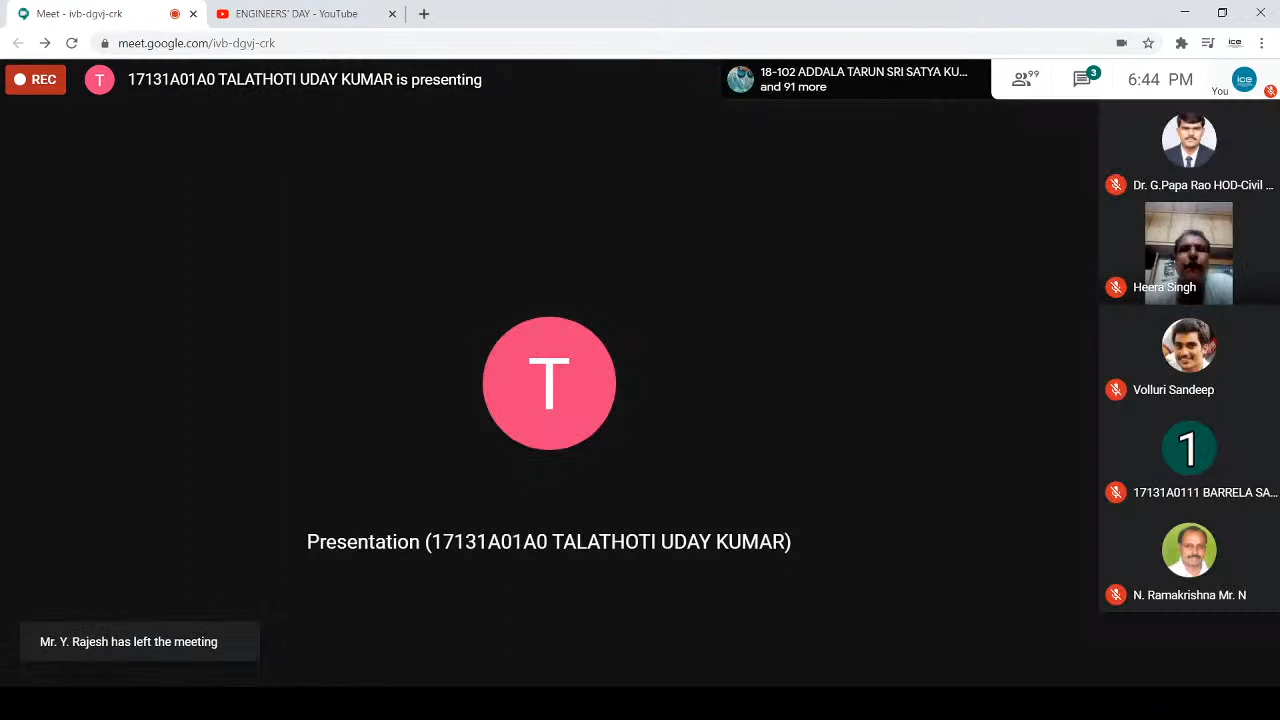 Meet - ivb-dgvj-crk
ENGINEERS' DAY - YouTube
meet.google.com/ivb-dgvj-crk
ice
REC
T
17131A01A0 TALATHOTI UDAY KUMAR is presenting
18-102 ADDALA TARUN SRI SATYA KU...
and 91 more
99
3
6:44 PM
You
ice
Dr. G.Papa Rao HOD-Civil ...
Heera Singh
Volluri Sandeep
1
17131A0111 BARRELA SA...
N. Ramakrishna Mr. N
T
Presentation (17131A01A0 TALATHOTI UDAY KUMAR)
Mr. Y. Rajesh has left the meeting